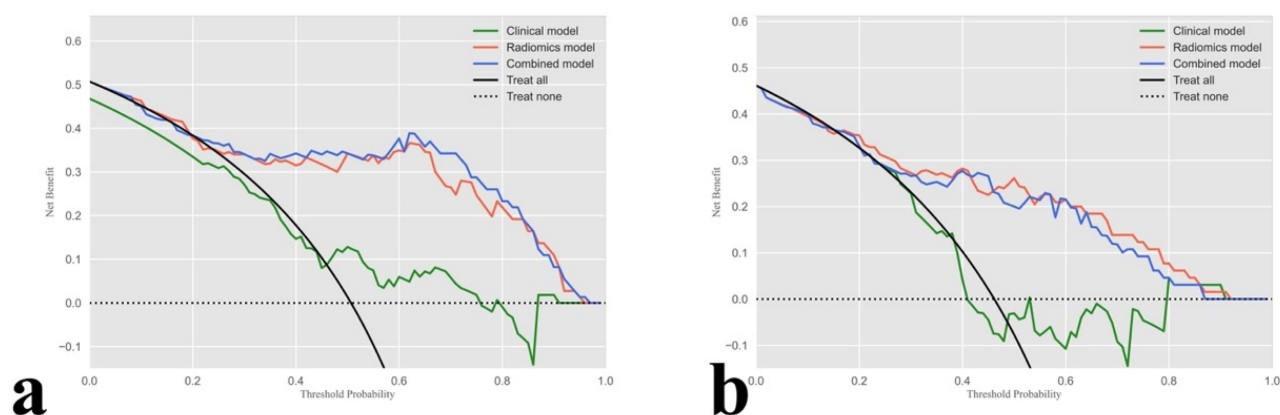 0.6
0.5
0.4
0.3
0.2
0.1
0.0
−0.1
Net Benefit
Clinical model
Radiomics model
Combined model
Treat all
Treat none
0.0 0.2 0.4 0.6 0.8 1.0
Threshold Probability
a
0.6
0.5
0.4
0.3
0.2
0.1
0.0
−0.1
Net Benefit
Clinical model
Radiomics model
Combined model
Treat all
Treat none
0.0 0.2 0.4 0.6 0.8 1.0
Threshold Probability
b